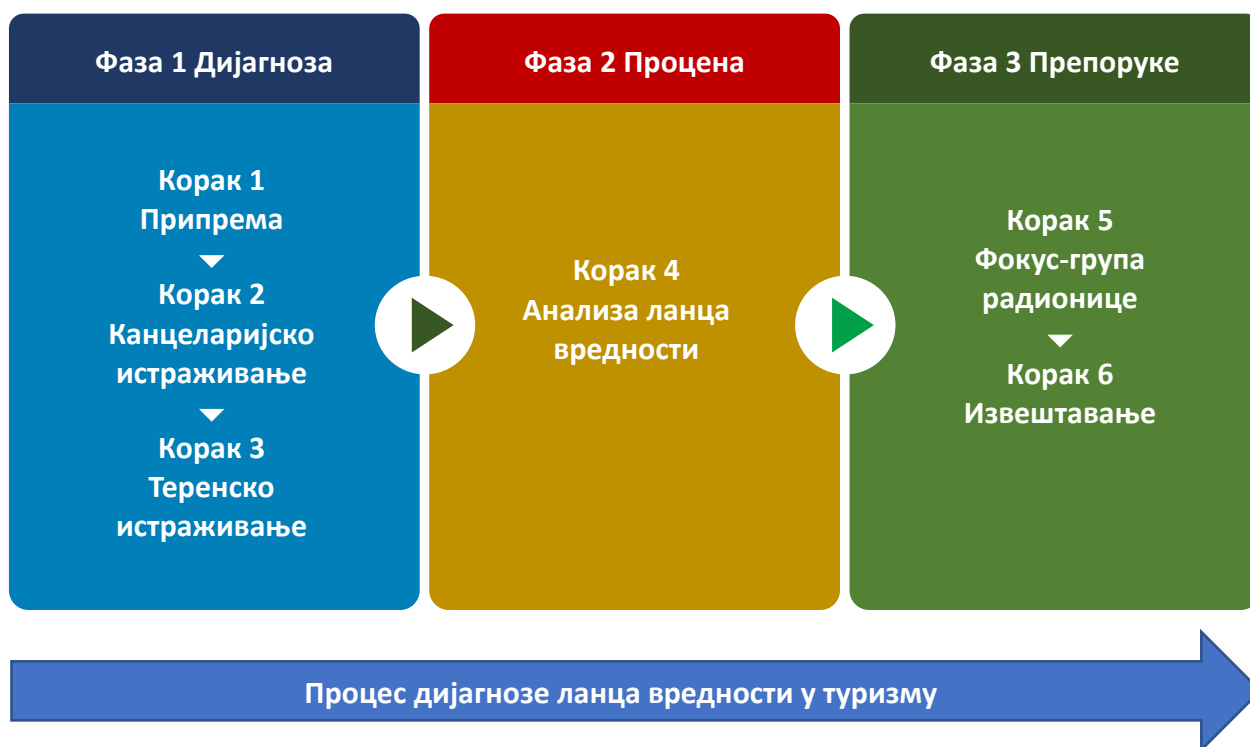 Фаза 1 Дијагноза
Корак 1
Припрема
Корак 2
Канцеларијско
истраживање
Корак 3
Теренско
истраживање
Фаза 2 Процена
Корак 4
Анализа ланца
вредности
Фаза 3 Препоруке
Корак 5
Фокус-група
радионице
Корак 6
Извештавање
Процес дијагнозе ланца вредности у туризму